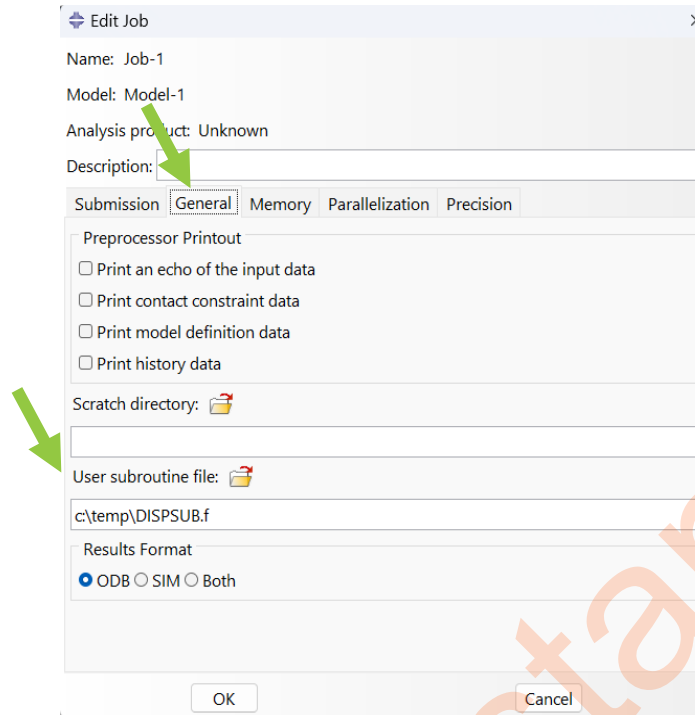 Edit Job
Name: Job-1
Model: Model-1
Analysis product: Unknown
Description:
Submission General Memory Parallelization Precision
Preprocessor Printout
Print an echo of the input data
Print contact constraint data
Print model definition data
Print history data
Scratch directory:
User subroutine file:
c:\temp\DISPSUB.f
Results Format
ODB SIM Both
OK Cancel